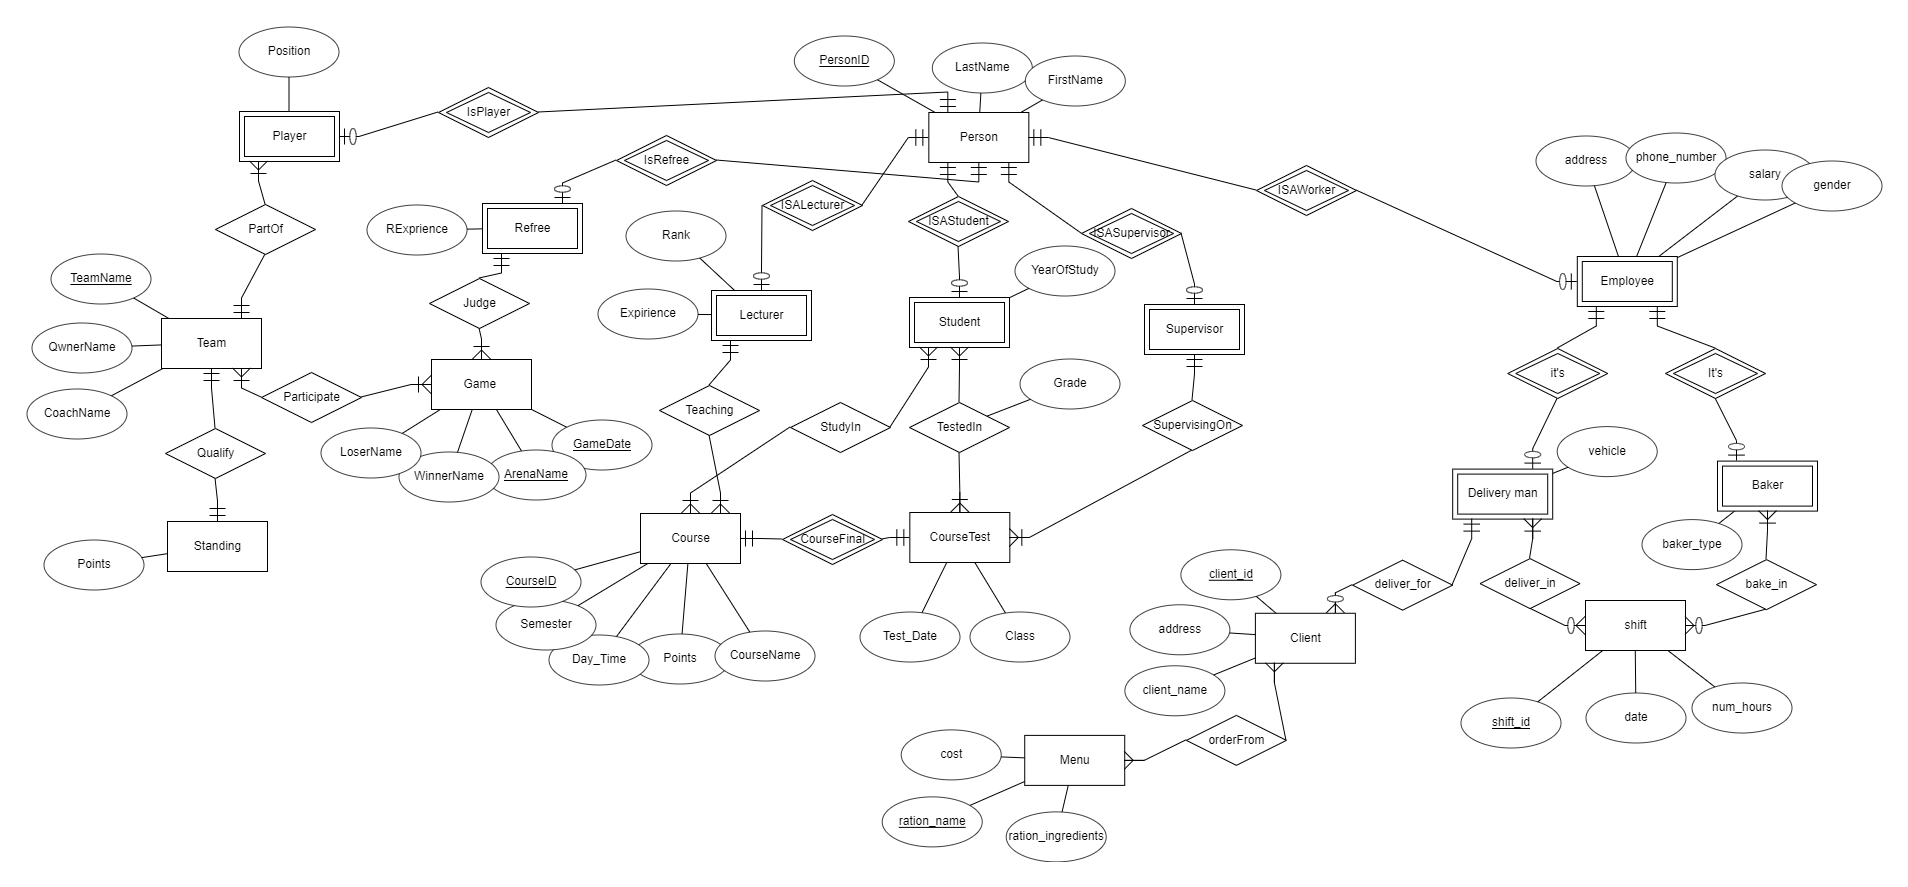 Position
PersonID
LastName
FirstName
IsPlayer
Player
Person
IsRefree
address
phone_number
salary
gender
ISAWorker
ISALecturer
ISAStudent
ISASupervisor
PartOf
RExprience
Refree
Rank
YearOfStudy
Employee
TeamName
Judge
Expirience
Lecturer
Student
Supervisor
QwnerName
Team
Game
Participate
CoachName
it's
It's
Grade
Teaching
StudyIn
TestedIn
SupervisingOn
Qualify
LoserName
WinnerName
ArenaName
GameDate
vehicle
Delivery man
Baker
Standing
Points
Course
CourseFinal
CourseTest
baker_type
CourseID
client_id
deliver_for
deliver_in
bake_in
Semester
Day_Time
Points
CourseName
Test_Date
Class
address
Client
shift
client_name
shift_id
date
num_hours
cost
Menu
orderFrom
ration_name
ration_ingredients